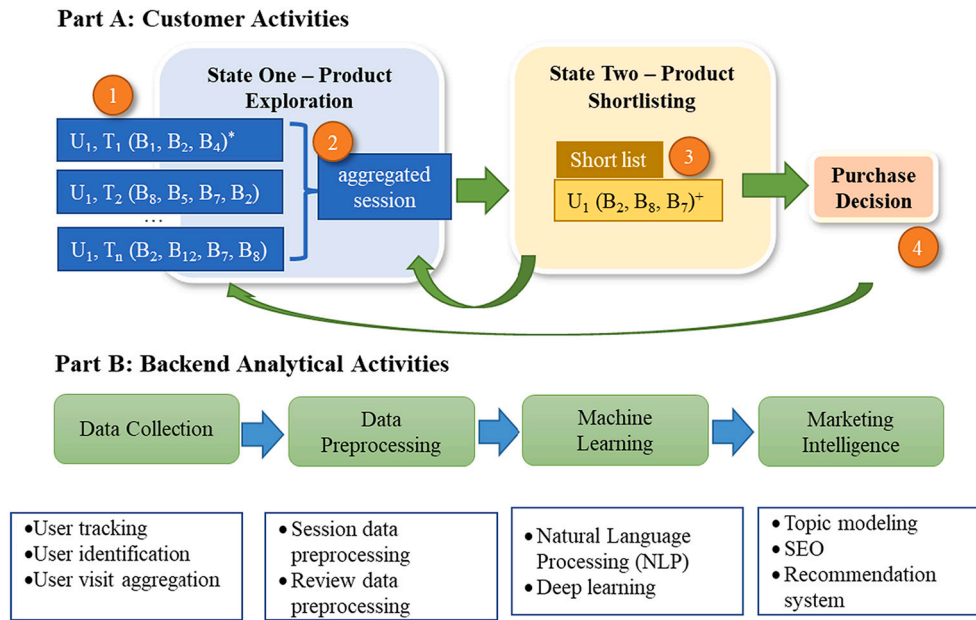 Part A: Customer Activities
State One – Product
Exploration
1
U₁, T₁ (B₁, B₂, B₄)*
U₁, T₂ (B₈, B₅, B₇, B₂)
...
U₁, Tₙ (B₂, B₁₂, B₇, B₈)
2
aggregated
session
State Two – Product
Shortlisting
Short list
3
U₁ (B₂, B₈, B₇)⁺
Purchase
Decision
4
Part B: Backend Analytical Activities
Data Collection
Data
Preprocessing
Machine
Learning
Marketing
Intelligence
•User tracking
•User identification
•User visit aggregation
• Session data
preprocessing
• Review data
preprocessing
• Natural Language
Processing (NLP)
• Deep learning
• Topic modeling
• SEO
• Recommendation
system